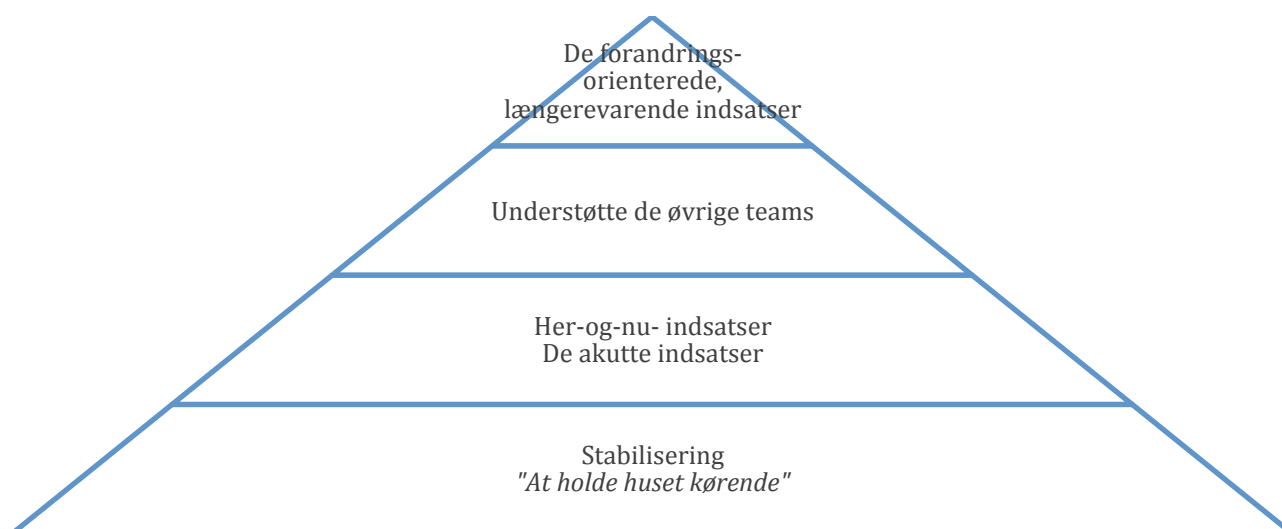 De forandrings-
orienterede,
længerevarende indsatser
Understøtte de øvrige teams
Her-og-nu- indsatser
De akutte indsatser
Stabilisering
"At holde huset kørende"